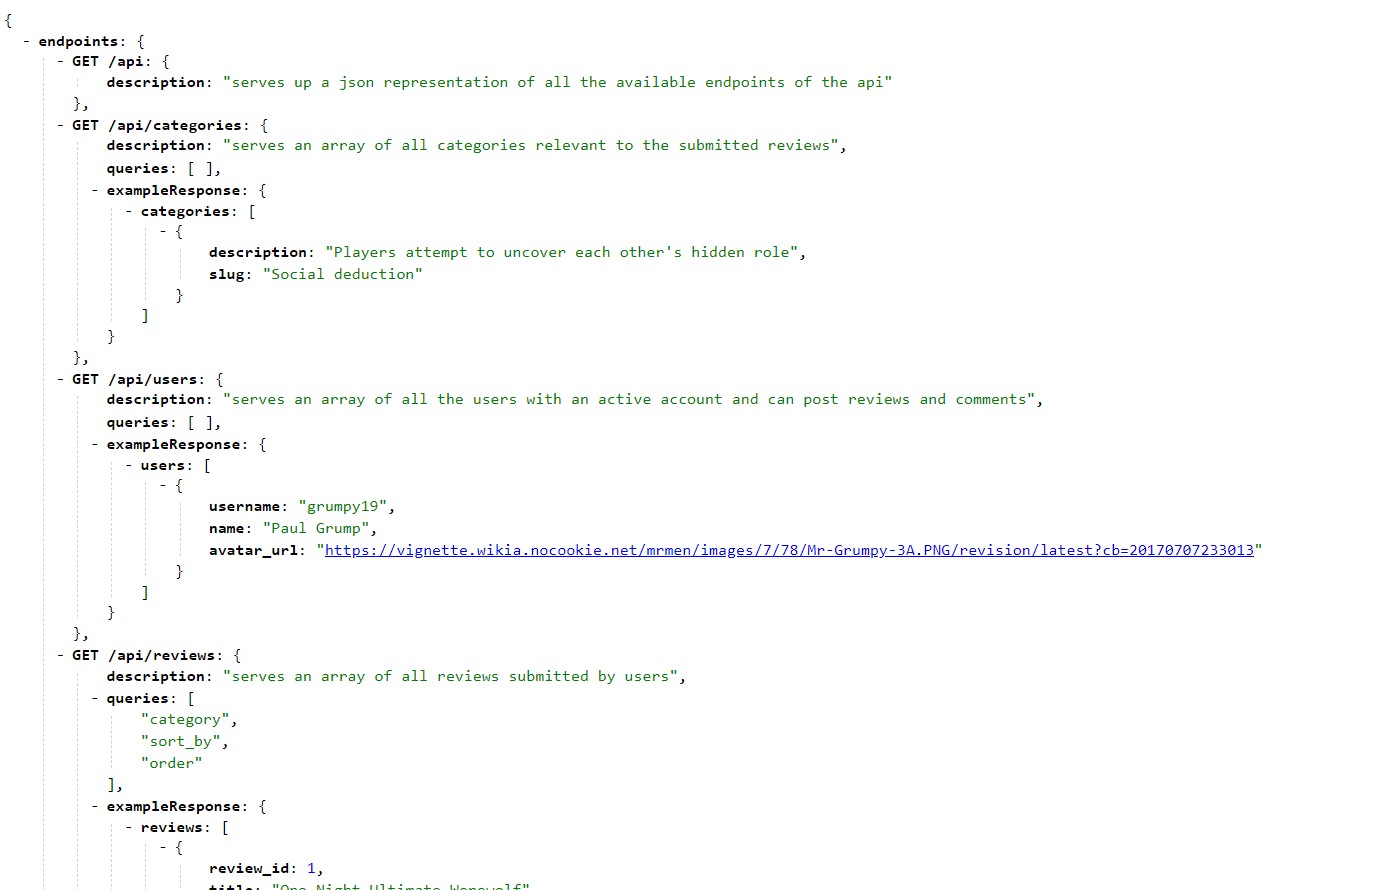 {
- endpoints: {
- GET /api: {
description: "serves up a json representation of all the available endpoints of the api"
},
- GET /api/categories: {
description: "serves an array of all categories relevant to the submitted reviews",
queries: [ ],
- exampleResponse: {
- categories: [
- {
description: "Players attempt to uncover each other's hidden role",
slug: "Social deduction"
}
]
}
},
- GET /api/users: {
description: "serves an array of all the users with an active account and can post reviews and comments",
queries: [ ],
- exampleResponse: {
- users: [
- {
username: "grumpy19",
name: "Paul Grump",
avatar_url: "https://vignette.wikia.nocookie.net/mrmen/images/7/78/Mr-Grumpy-3A.PNG/revision/latest?cb=20170707233013"
}
]
}
},
- GET /api/reviews: {
description: "serves an array of all reviews submitted by users",
- queries: [
"category",
"sort_by",
"order"
],
- exampleResponse: {
- reviews: [
- {
review_id: 1,
title: "One Night Ultimate Werewolf"